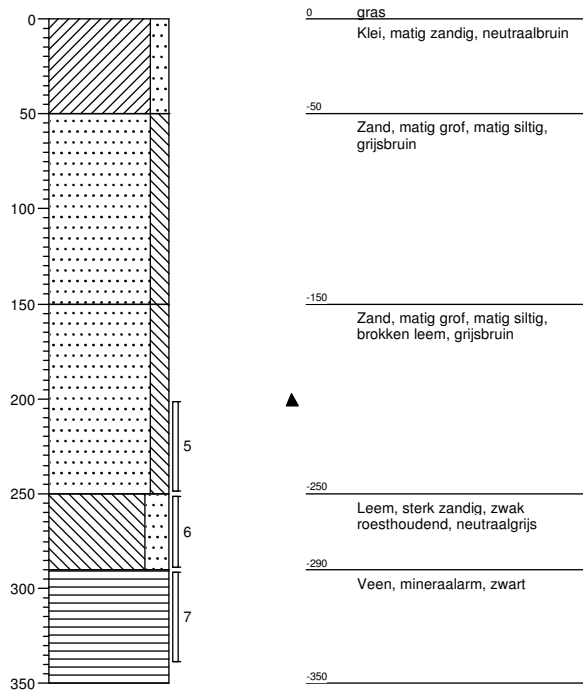 0
50
100
150
200
250
300
350
5
6
7
0 gras
Klei, matig zandig, neutraalbruin
-50
Zand, matig grof, matig siltig,
grijsbruin
-150
Zand, matig grof, matig siltig,
brokken leem, grijsbruin
-250
Leem, sterk zandig, zwak
roesthoudend, neutraalgrijs
-290
Veen, mineraalarm, zwart
-350